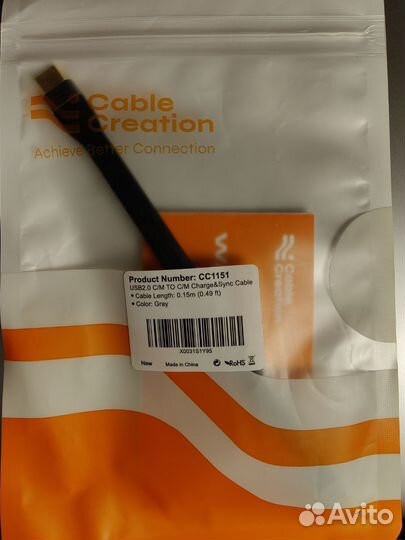 Cable
Creation
Achieve Better Connection
W
Cable
Creation
Product Number: CC1151
USB2.0 C/M TO C/M Charge&Sync Cable
• Cable Length: 0.15m (0.49 ft)
• Color: Gray
X0031S1Y95
New
Made in China
RoHS
Avito